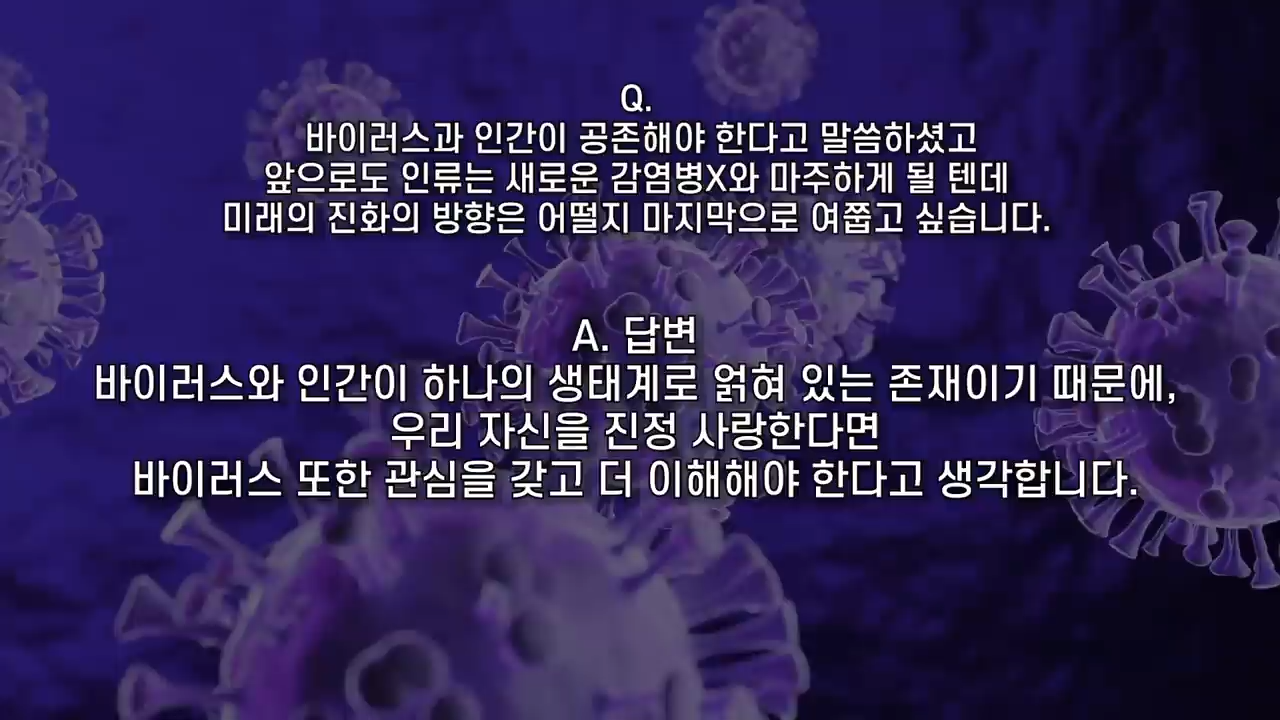 Q.
바이러스과 인간이 공존해야 한다고 말씀하셨고
앞으로도 인류는 새로운 감염병X와 마주하게 될 텐데
미래의 진화의 방향은 어떨지 마지막으로 여쭙고 싶습니다.
A. 답변
바이러스와 인간이 하나의 생태계로 얽혀 있는 존재이기 때문에,
우리 자신을 진정 사랑한다면
바이러스 또한 관심을 갖고 더 이해해야 한다고 생각합니다.